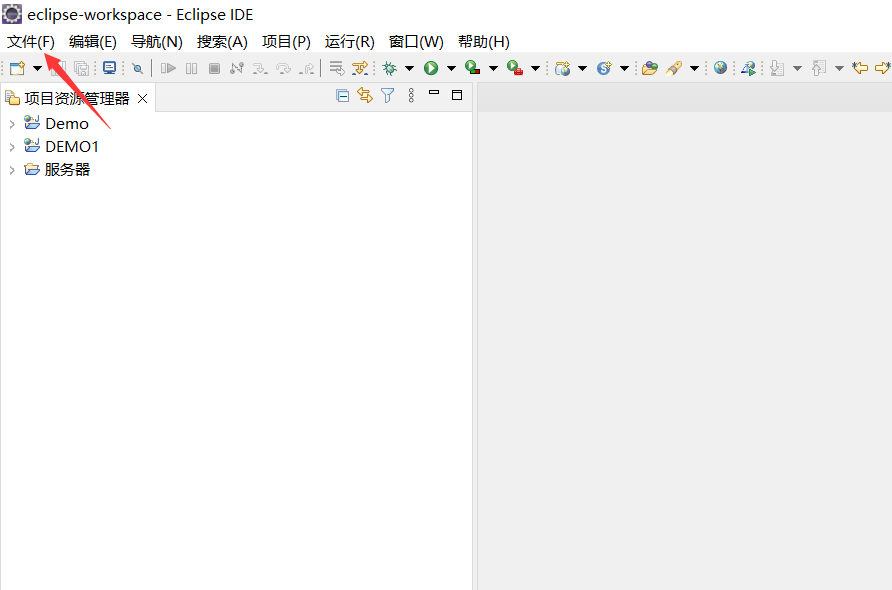 eclipse-workspace - Eclipse IDE
文件(F) 编辑(E) 导航(N) 搜索(A) 项目(P) 运行(R) 窗口(W) 帮助(H)
项目资源管理器
Demo
DEMO1
服务器